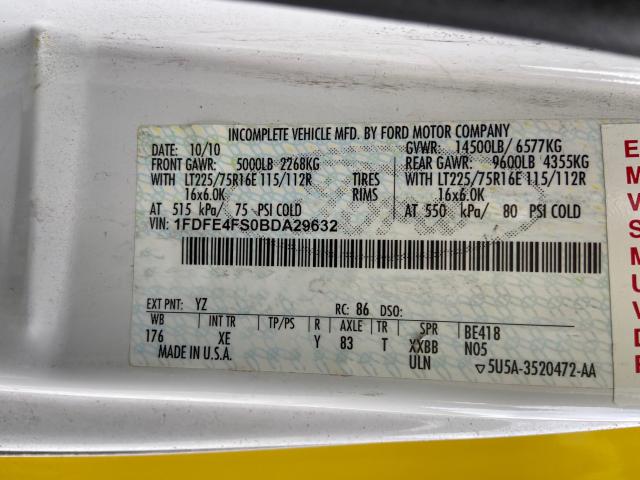 INCOMPLETE VEHICLE MFD. BY FORD MOTOR COMPANY
DATE: 10/10 GVWR: 14500LB/ 6577KG
FRONT GAWR: 5000LB 2268KG REAR GAWR: 9600LB 4355KG
WITH LT225/75R16E 115/112R TIRES WITH LT225/75R16E 115/112R
16x6.0K RIMS 16x6.0K
AT 515 kPa/ 75 PSI COLD AT 550 kPa/ 80 PSI COLD
VIN: 1FDFE4FS0BDA29632
EXT PNT: YZ RC: 86 DSO:
WB INT TR TP/PS R AXLE TR SPR BE418
176 XE Y 83 T XXBB N05
MADE IN U.S.A. ULN ▽5U5A-3520472-AA